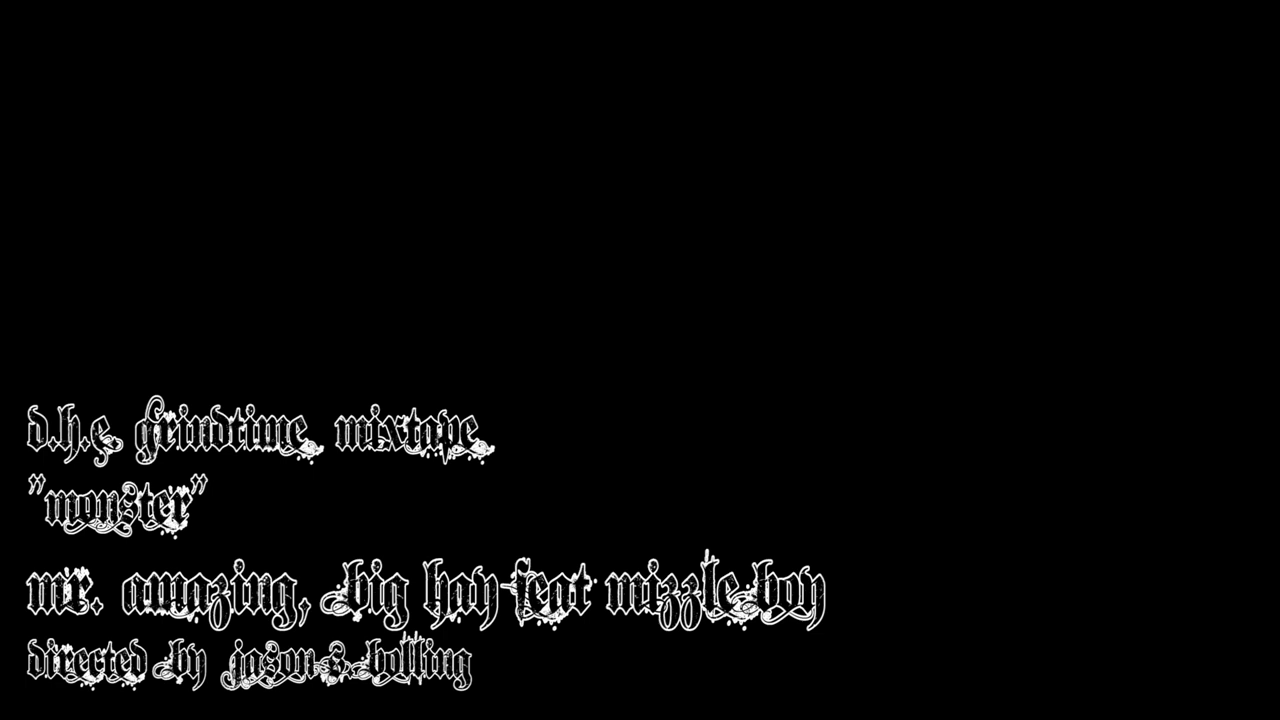 d.h.e. grindtime mixtape
"monster"
mr. amazing, big hay feat mizzle boy
directed by jason s. bolling